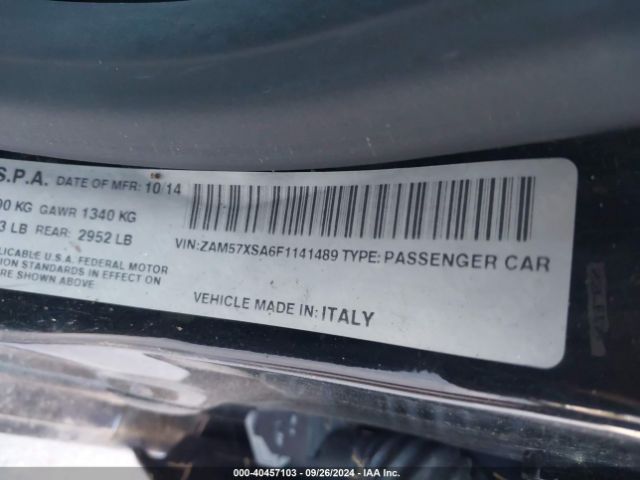 S.P.A. DATE OF MFR: 10 14
00 KG GAWR 1340 KG
3 LB REAR: 2952 LB
VIN:ZAM57XSA6F1141489 TYPE: PASSENGER CAR
PLICABLE U.S.A. FEDERAL MOTOR
ION STANDARDS IN EFFECT ON
RE SHOWN ABOVE
VEHICLE MADE IN: ITALY
000-40457103 - 09/26/2024 - IAA Inc.